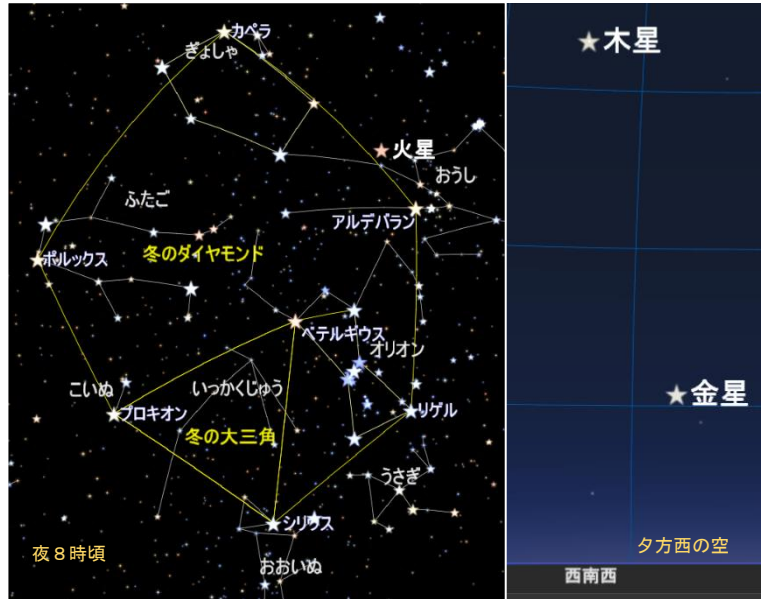 カペラ
ぎょしゃ
火星
おうし
ふたご
アルデバラン
冬のダイヤモンド
ポルックス
ベテルギウス
オリオン
こいぬ
いっかくじゅう
プロキオン
リゲル
冬の大三角
うさぎ
シリウス
夜8時頃
おおいぬ
木星
金星
夕方西の空
西南西